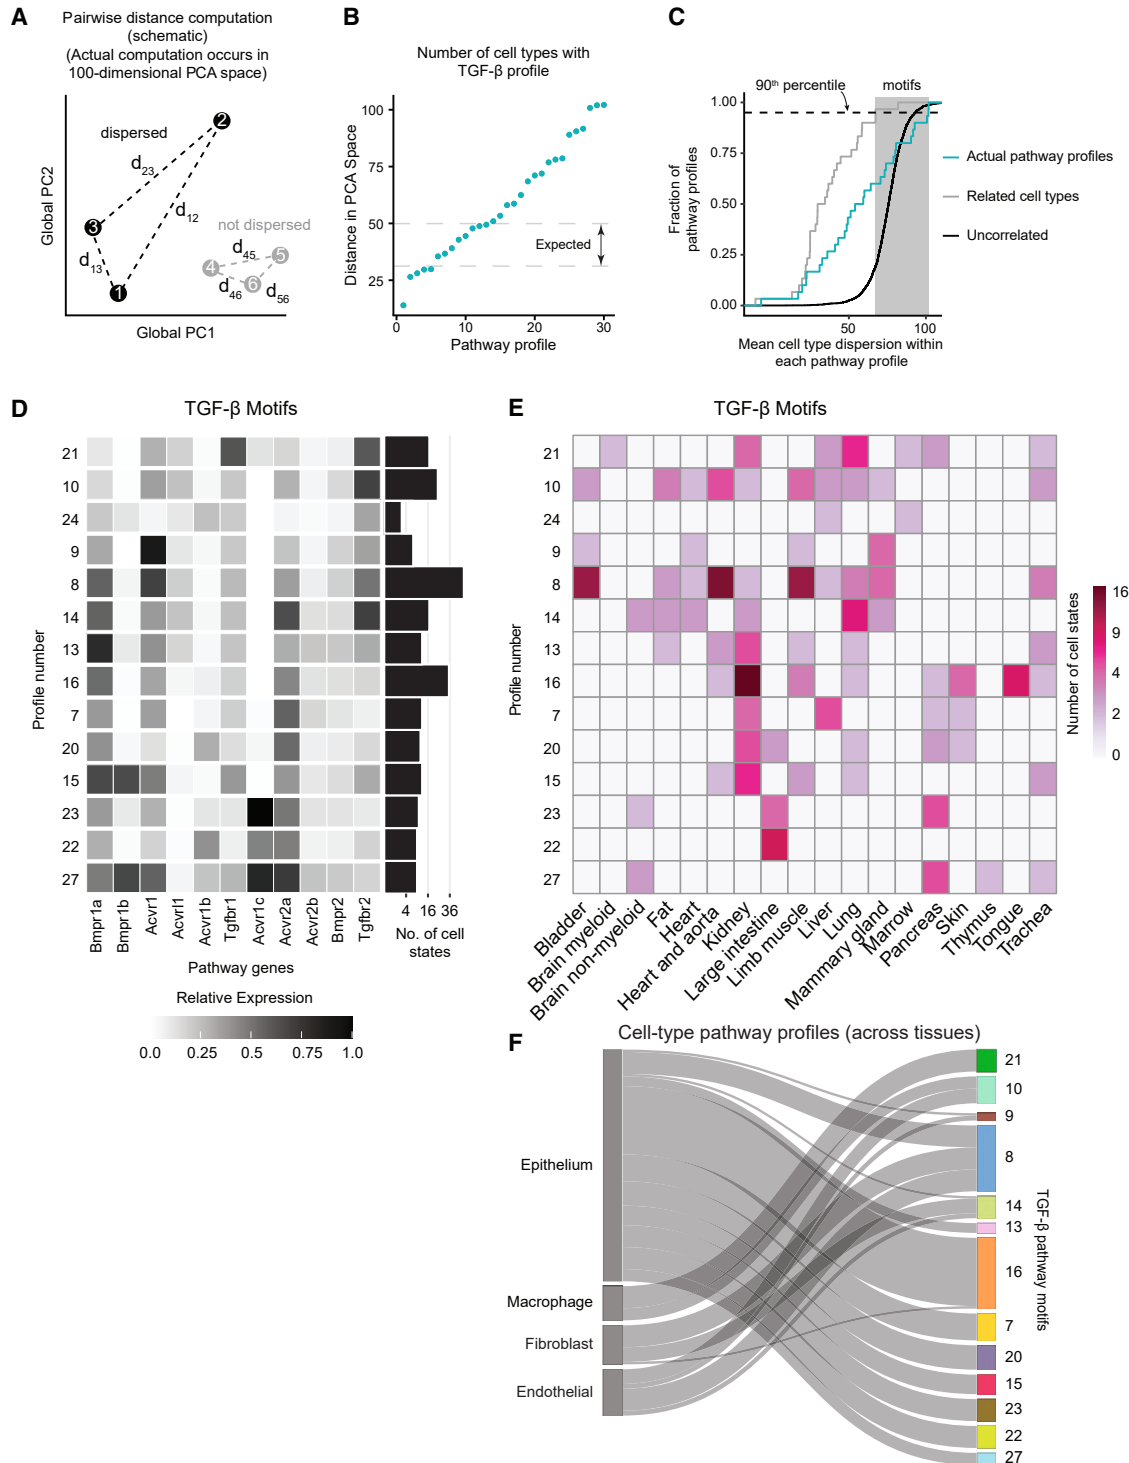 A
Pairwise distance computation
(schematic)
(Actual computation occurs in
100-dimensional PCA space)
dispersed
2
d23
d12
3
not dispersed
d45
4
5
d13
d46
6
d56
1
Global PC2
Global PC1
B
Number of cell types with
TGF-β profile
Distance in PCA Space
100
75
50
25
Expected
0
10
20
30
Pathway profile
C
90th percentile
motifs
Fraction of
pathway profiles
1.00
0.75
0.50
0.25
0.00
50
100
Mean cell type dispersion within
each pathway profile
Actual pathway profiles
Related cell types
Uncorrelated
D
TGF-β Motifs
Profile number
21
10
24
9
8
14
13
16
7
20
15
23
22
27
Bmpr1a
Bmpr1b
Acvr1
Acvrl1
Acvr1b
Tgfbr1
Acvr1c
Acvr2a
Acvr2b
Bmpr2
Tgfbr2
Pathway genes
4
16
36
No. of cell
states
Relative Expression
0.0
0.25
0.50
0.75
1.0
E
TGF-β Motifs
Profile number
21
10
24
9
8
14
13
16
7
20
15
23
22
27
Bladder
Brain myeloid
Brain non-myeloid
Fat
Heart
Heart and aorta
Kidney
Large intestine
Limb muscle
Liver
Lung
Mammary gland
Marrow
Pancreas
Skin
Thymus
Tongue
Trachea
Number of cell states
16
9
4
2
0
F
Cell-type pathway profiles (across tissues)
Epithelium
Macrophage
Fibroblast
Endothelial
21
10
9
8
14
13
16
7
20
15
23
22
27
TGF-β pathway motifs